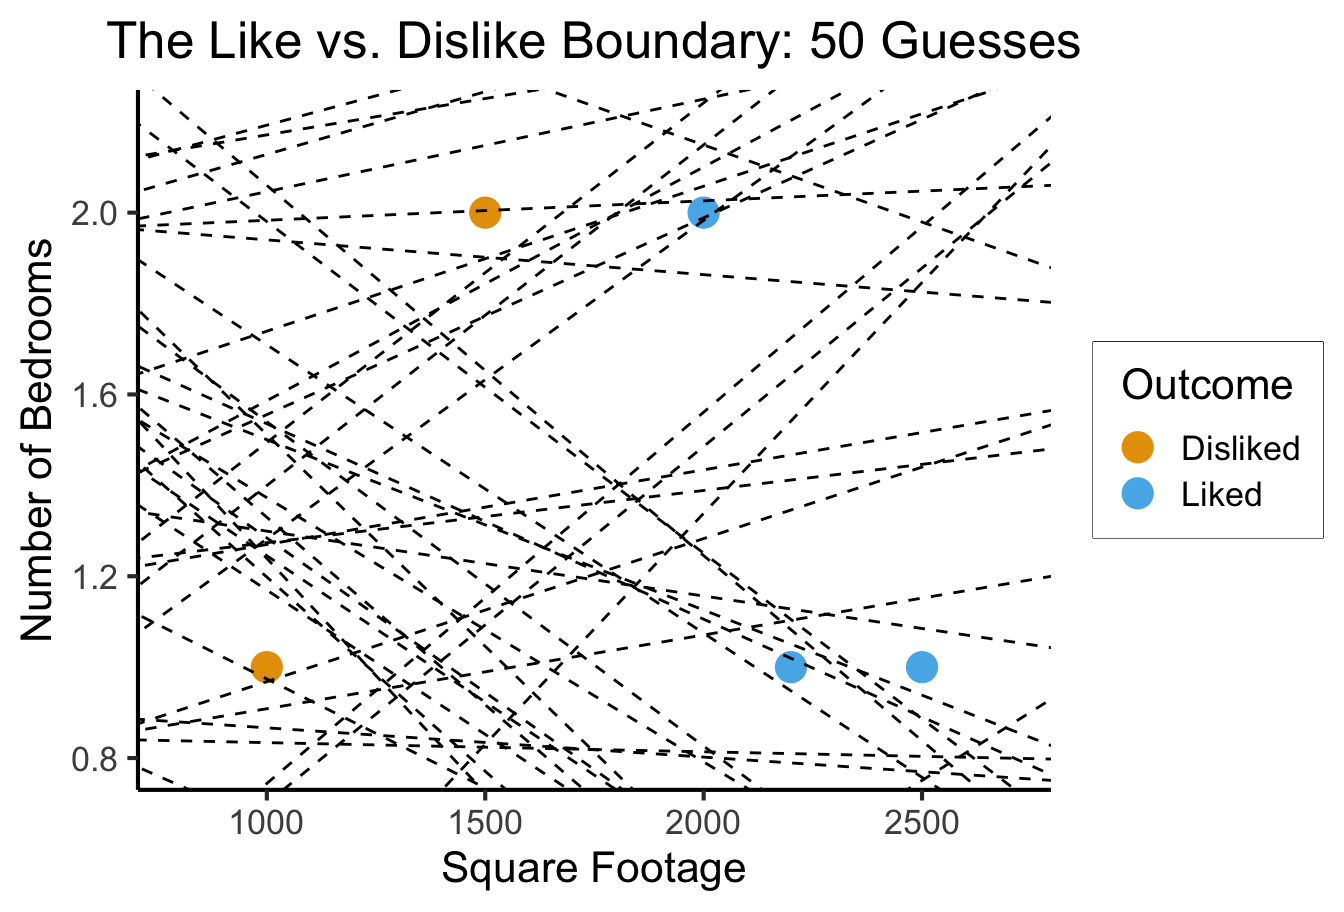 The Like vs. Dislike Boundary: 50 Guesses
Number of Bedrooms
2.0
1.6
1.2
0.8
1000
1500
2000
2500
Square Footage
Outcome
Disliked
Liked